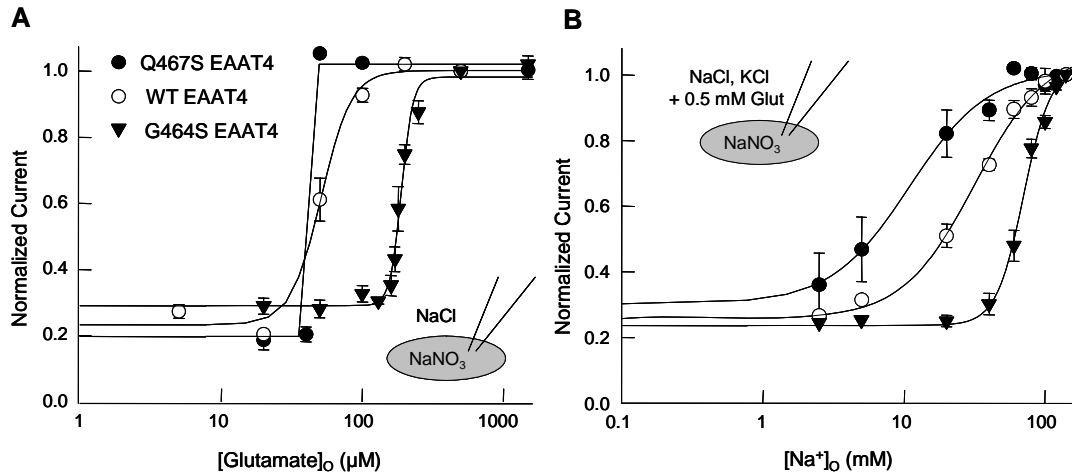 A
Q467S EAAT4
WT EAAT4
G464S EAAT4
NaCl
NaNO3
Normalized Current
1.0
0.8
0.6
0.4
0.2
0.0
1
10
100
1000
[Glutamate]O (µM)
B
NaCl, KCl
+ 0.5 mM Glut
NaNO3
Normalized Current
1.0
0.8
0.6
0.4
0.2
0.0
0.1
1
10
100
[Na+]O (mM)